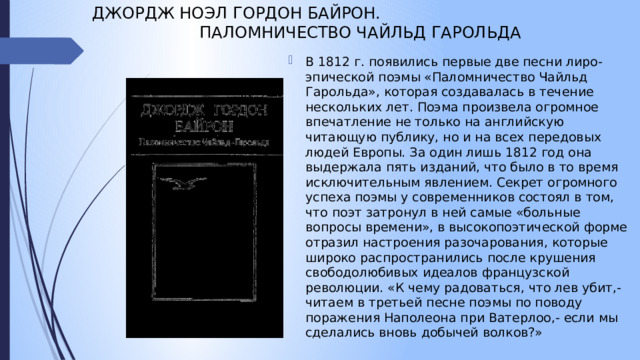 ДЖОРДЖ НОЭЛ ГОРДОН БАЙРОН.
ПАЛОМНИЧЕСТВО ЧАЙЛЬД ГАРОЛЬДА
ДЖОРДЖ ГОРДОН
БАЙРОН
Паломничество Чайльд-Гарольда
В 1812 г. появились первые две песни лиро-
эпической поэмы «Паломничество Чайльд
Гарольда», которая создавалась в течение
нескольких лет. Поэма произвела огромное
впечатление не только на английскую
читающую публику, но и на всех передовых
людей Европы. За один лишь 1812 год она
выдержала пять изданий, что было в то время
исключительным явлением. Секрет огромного
успеха поэмы у современников состоял в том,
что поэт затронул в ней самые «больные
вопросы времени», в высокопоэтической форме
отразил настроения разочарования, которые
широко распространились после крушения
свободолюбивых идеалов французской
революции. «К чему радоваться, что лев убит,-
читаем в третьей песне поэмы по поводу
поражения Наполеона при Ватерлоо,- если мы
сделались вновь добычей волков?»